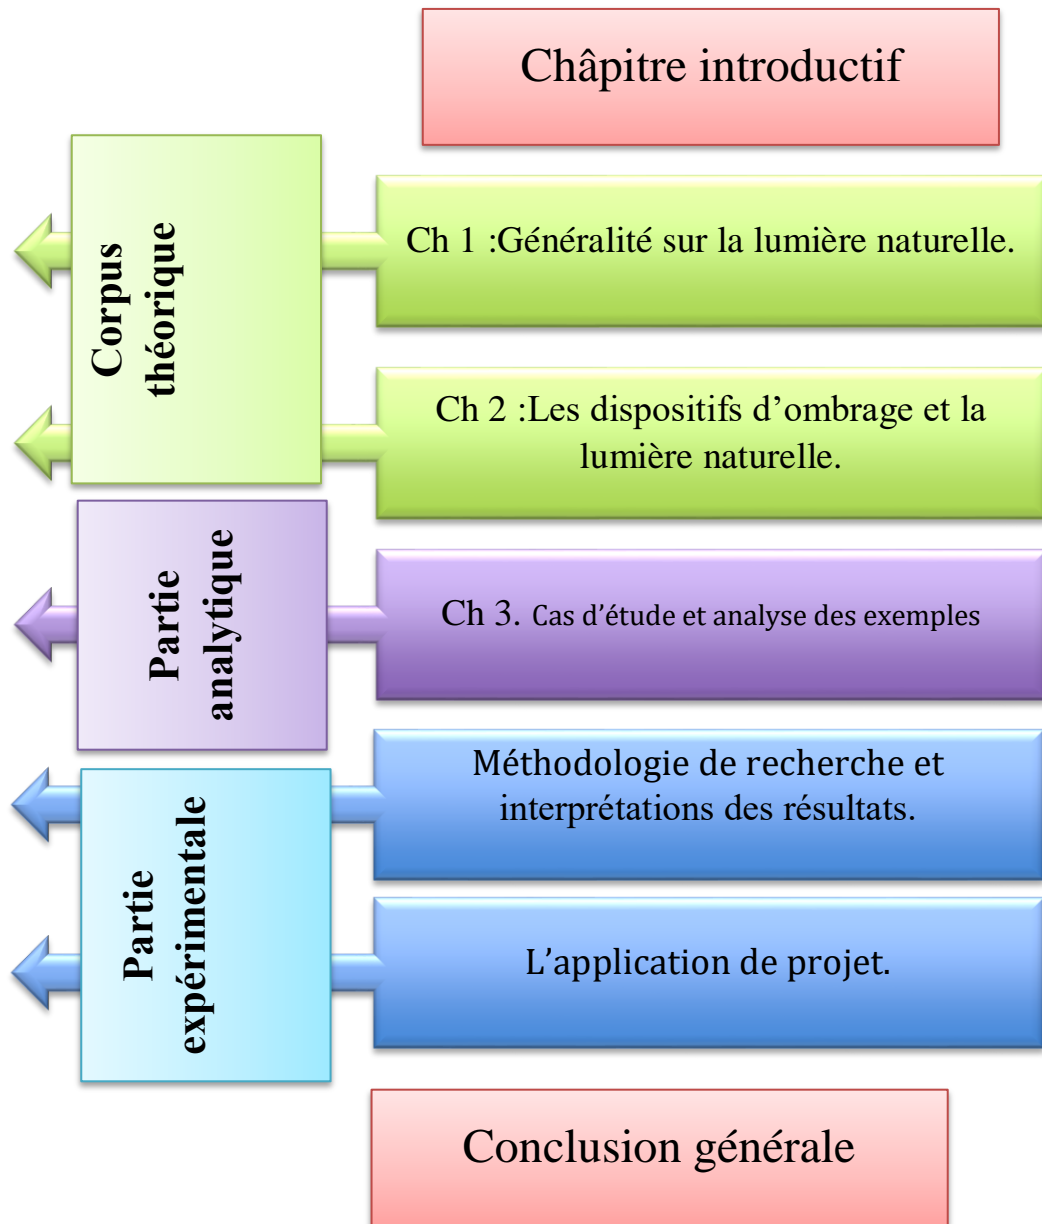 Châpitre introductif
Corpus
théorique
Ch 1 :Généralité sur la lumière naturelle.
Ch 2 :Les dispositifs d’ombrage et la
lumière naturelle.
Partie
analytique
Ch 3. Cas d’étude et analyse des exemples
Partie
expérimentale
Méthodologie de recherche et
interprétations des résultats.
L’application de projet.
Conclusion générale